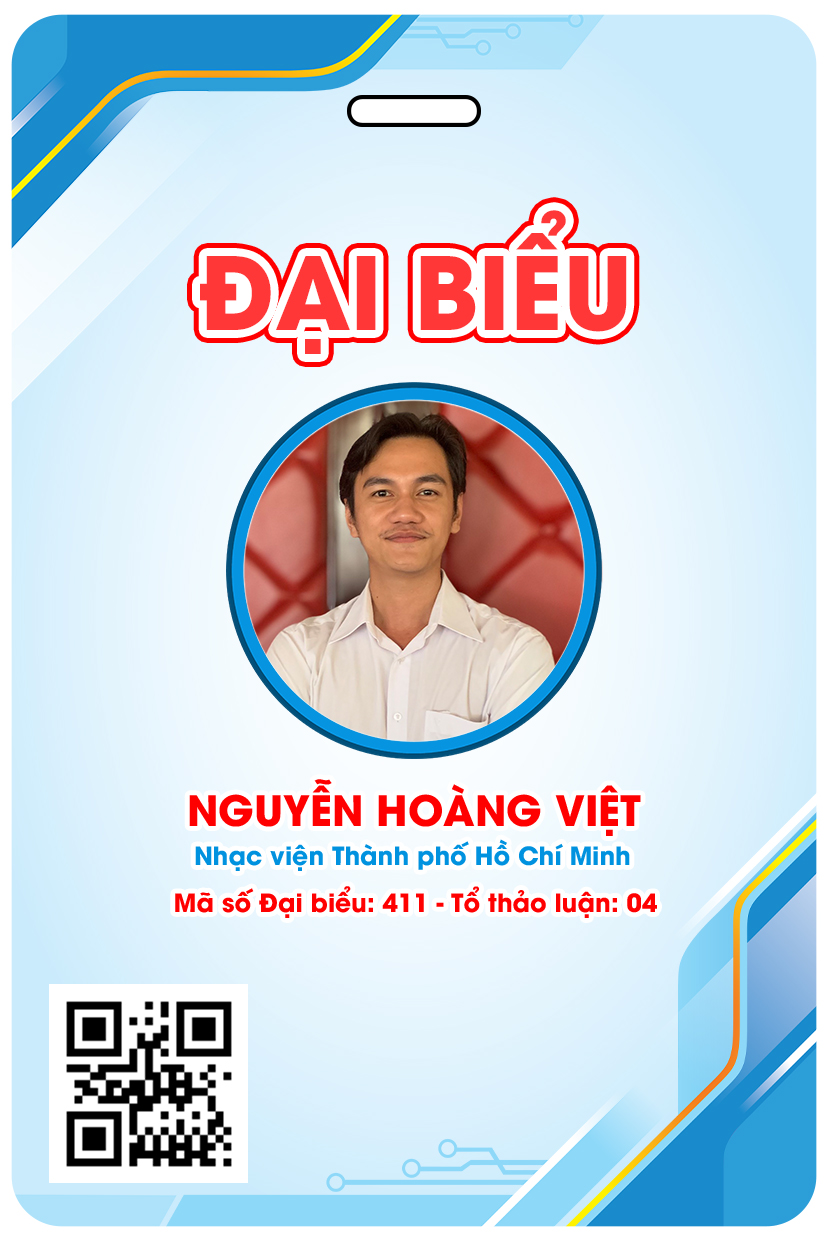 ĐẠI BIỂU
NGUYỄN HOÀNG VIỆT
Nhạc viện Thành phố Hồ Chí Minh
Mã số Đại biểu: 411 - Tổ thảo luận: 04